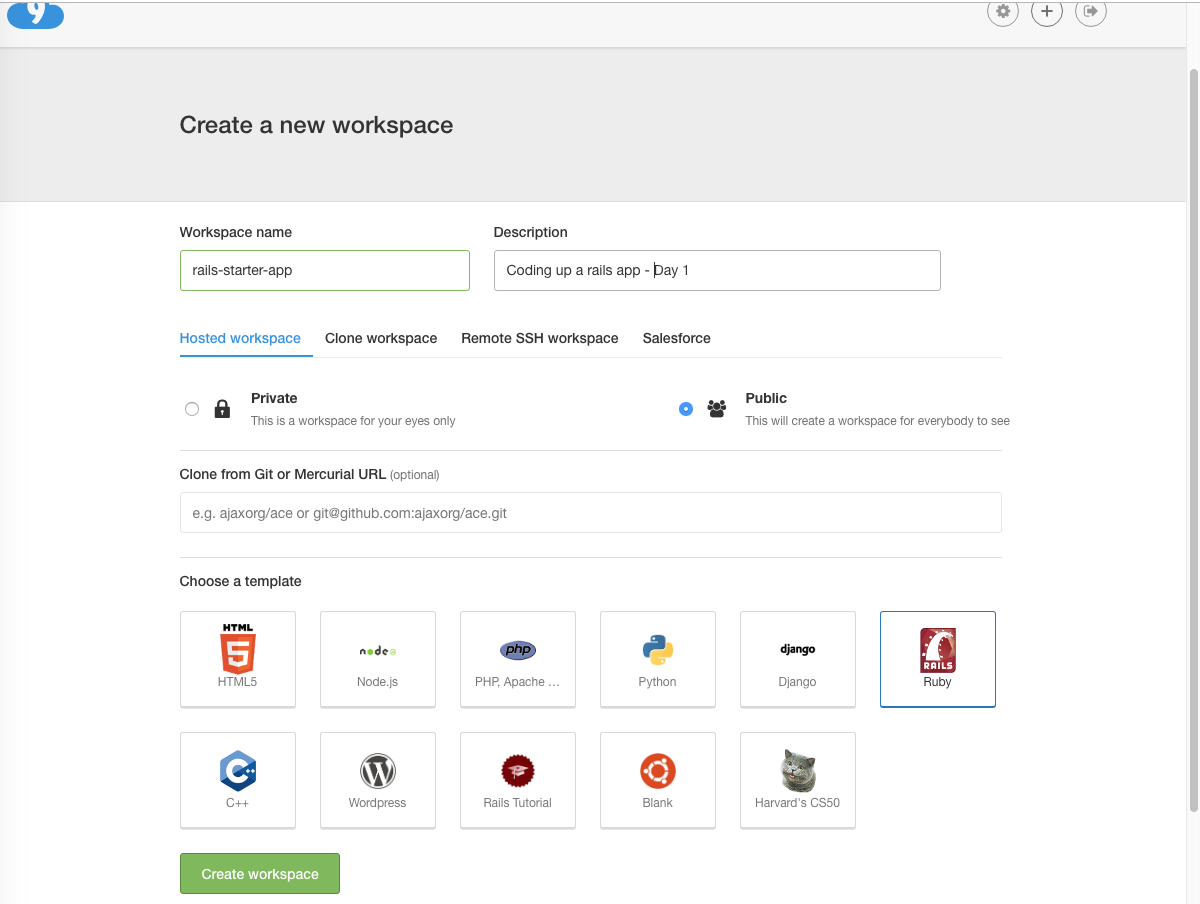 9
Create a new workspace
Workspace name
Description
rails-starter-app
Coding up a rails app - Day 1
Hosted workspace
Clone workspace
Remote SSH workspace
Salesforce
Private
This is a workspace for your eyes only
Public
This will create a workspace for everybody to see
Clone from Git or Mercurial URL (optional)
e.g. ajaxorg/ace or git@github.com:ajaxorg/ace.git
Choose a template
HTML
5
HTML5
node
Node.js
php
PHP, Apache ...
Python
django
Django
RAILS
Ruby
C++
C++
W
Wordpress
Rails Tutorial
Blank
Harvard's CS50
Create workspace